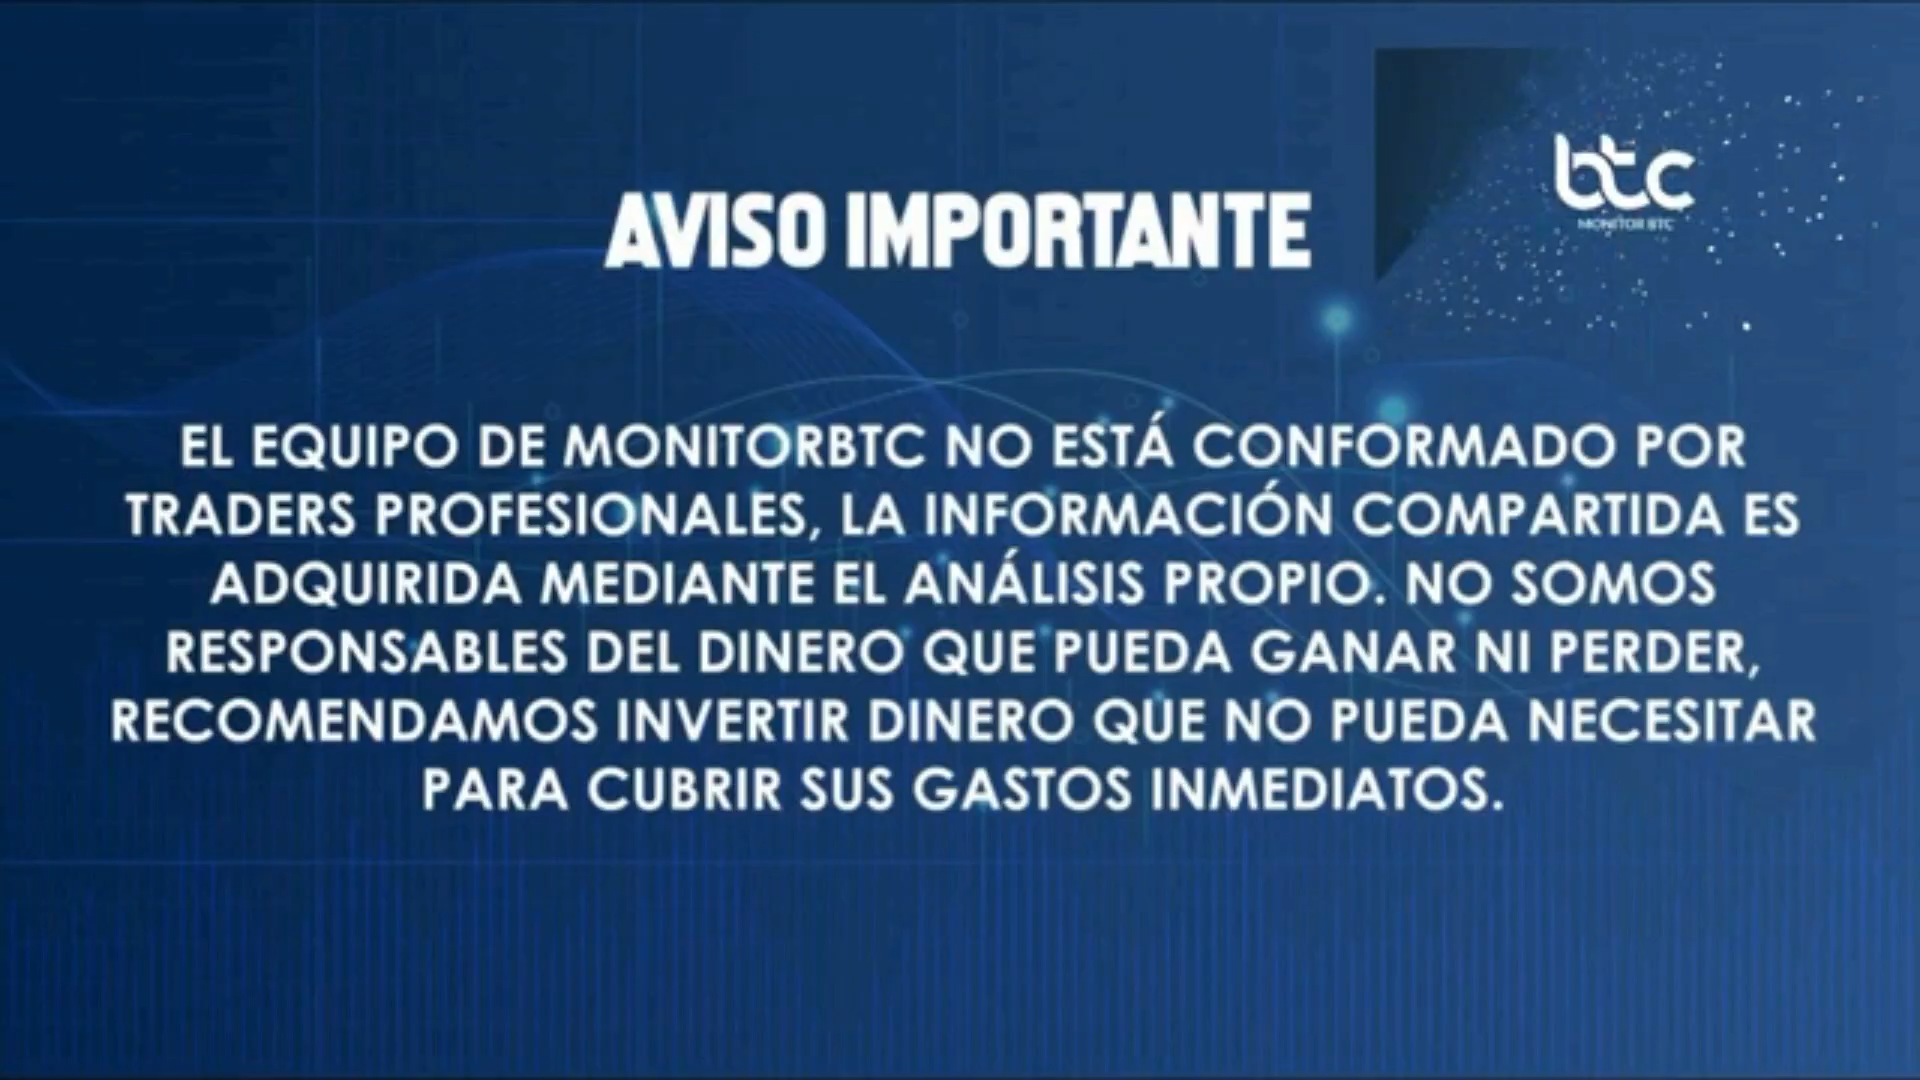 btc
MONITOR BTC
AVISO IMPORTANTE
EL EQUIPO DE MONITORBTC NO ESTÁ CONFORMADO POR
TRADERS PROFESIONALES, LA INFORMACIÓN COMPARTIDA ES
ADQUIRIDA MEDIANTE EL ANÁLISIS PROPIO. NO SOMOS
RESPONSABLES DEL DINERO QUE PUEDA GANAR NI PERDER,
RECOMENDAMOS INVERTIR DINERO QUE NO PUEDA NECESITAR
PARA CUBRIR SUS GASTOS INMEDIATOS.